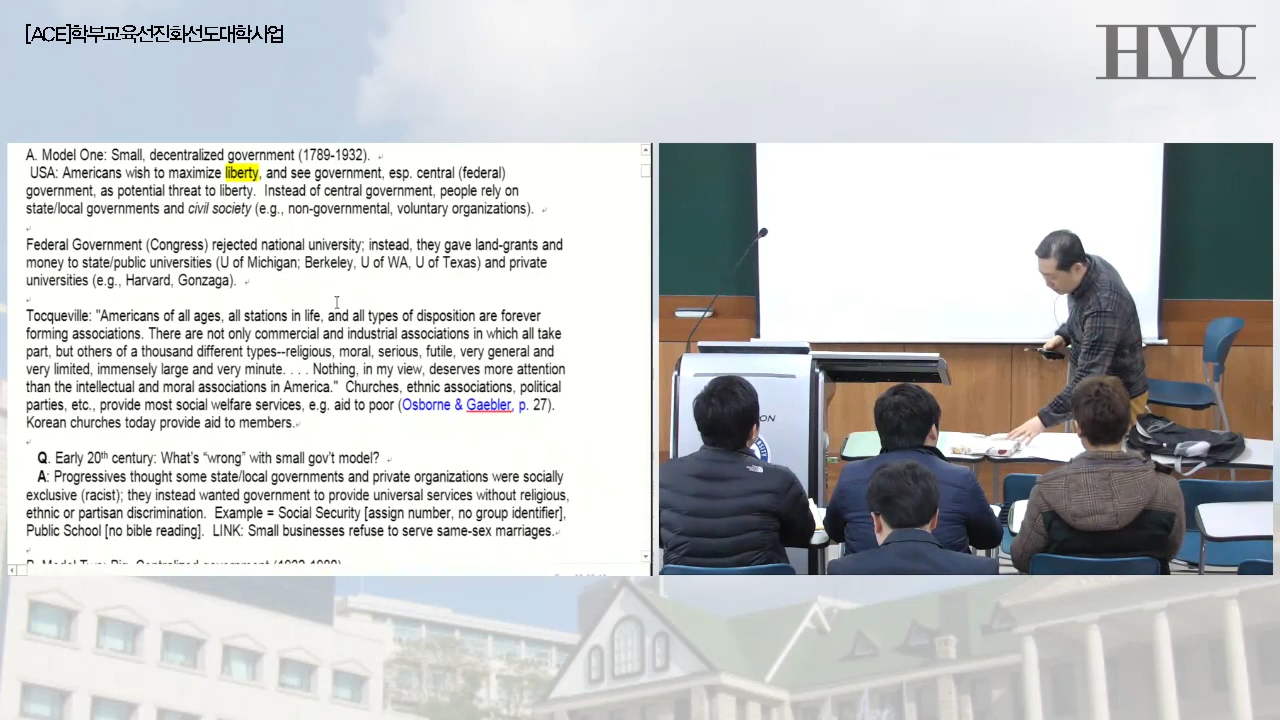 [ACE]학부교육선진화선도대학사업
HYU
A. Model One: Small, decentralized government (1789-1932).
USA: Americans wish to maximize liberty, and see government, esp. central (federal)
government, as potential threat to liberty.  Instead of central government, people rely on
state/local governments and civil society (e.g., non-governmental, voluntary organizations).
Federal Government (Congress) rejected national university; instead, they gave land-grants and
money to state/public universities (U of Michigan; Berkeley, U of WA, U of Texas) and private
universities (e.g., Harvard, Gonzaga).
Tocqueville: "Americans of all ages, all stations in life, and all types of disposition are forever
forming associations. There are not only commercial and industrial associations in which all take
part, but others of a thousand different types--religious, moral, serious, futile, very general and
very limited, immensely large and very minute. . . . Nothing, in my view, deserves more attention
than the intellectual and moral associations in America."  Churches, ethnic associations, political
parties, etc., provide most social welfare services, e.g. aid to poor (Osborne & Gaebler, p. 27).
Korean churches today provide aid to members.
Q. Early 20th century: What's “wrong” with small gov't model?
A: Progressives thought some state/local governments and private organizations were socially
exclusive (racist); they instead wanted government to provide universal services without religious,
ethnic or partisan discrimination.  Example = Social Security [assign number, no group identifier],
Public School [no bible reading].  LINK: Small businesses refuse to serve same-sex marriages.